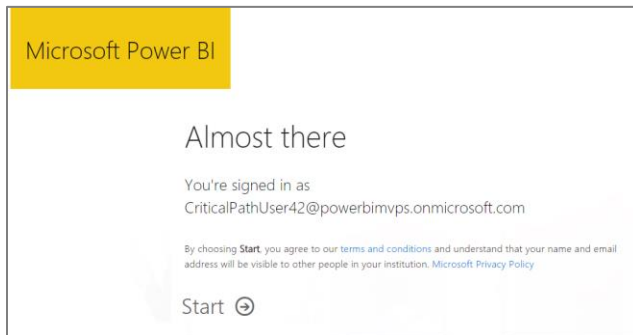 Microsoft Power BI
Almost there
You're signed in as
CriticalPathUser42@powerbimvps.onmicrosoft.com
By choosing Start, you agree to our terms and conditions and understand that your name and email
address will be visible to other people in your institution. Microsoft Privacy Policy
Start